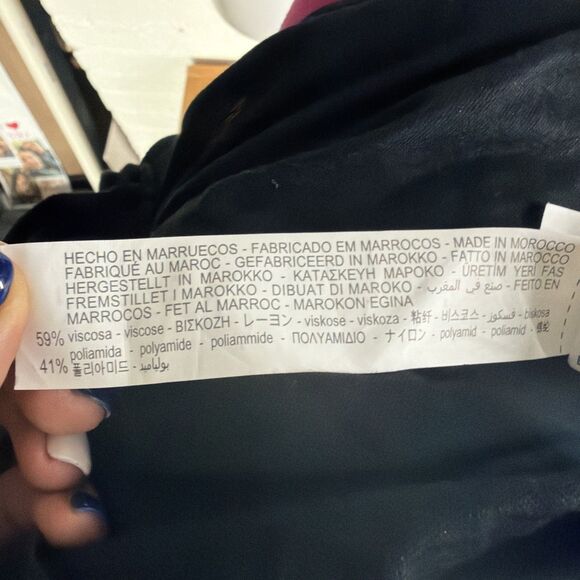 HECHO EN MARRUECOS - FABRICADO EM MARROCOS - MADE IN MOROCCO
FABRIQUÉ AU MAROC - GEFABRICEERD IN MAROKKO - FATTO IN MAROCCO
HERGESTELLT IN MAROKKO - ΚΑΤΑΣΚΕΥΗ ΜΑΡΟΚΟ - ÜRETİM YERİ FAS
FREMSTILLET I MAROKKO - DIBUAT DI MAROKO - صنع في المغرب - FEITO EN
MARROCOS - FET AL MARROC - MAROKON EGINA
59% viscosa - viscose - ΒΙΣΚΟΖΗ - レーヨン - viskose - viskoza - 粘纤 - 비스코스 - فسكوز - biskosa
poliamida - polyamide - poliammide - ΠΟΛΥΑΜΙΔΙΟ - ナイロン - polyamid - poliamid -
41% 폴리아미드 - بولياميد